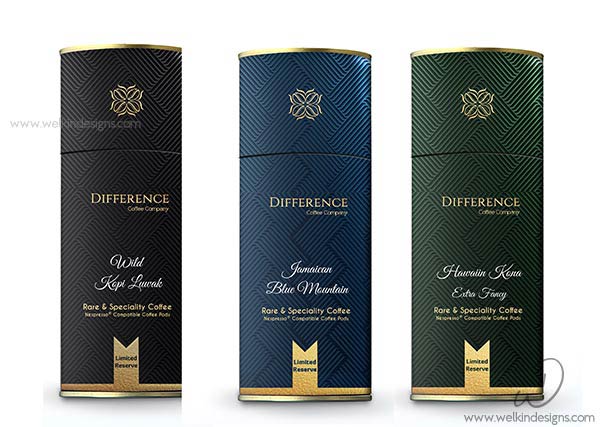 www.welkindesigns.com
DIFFERENCE
Coffee Company
Wild
Kopi Luwak
Rare & Speciality Coffee
Nespresso® Compatible Coffee Pods
Limited
Reserve
DIFFERENCE
Coffee Company
Jamaican
Blue Mountain
Rare & Speciality Coffee
Nespresso® Compatible Coffee Pods
Limited
Reserve
DIFFERENCE
Coffee Company
Hawaiin Kona
Extra Fancy
Rare & Speciality Coffee
Nespresso® Compatible Coffee Pods
Limited
Reserve
W
www.welkindesigns.com